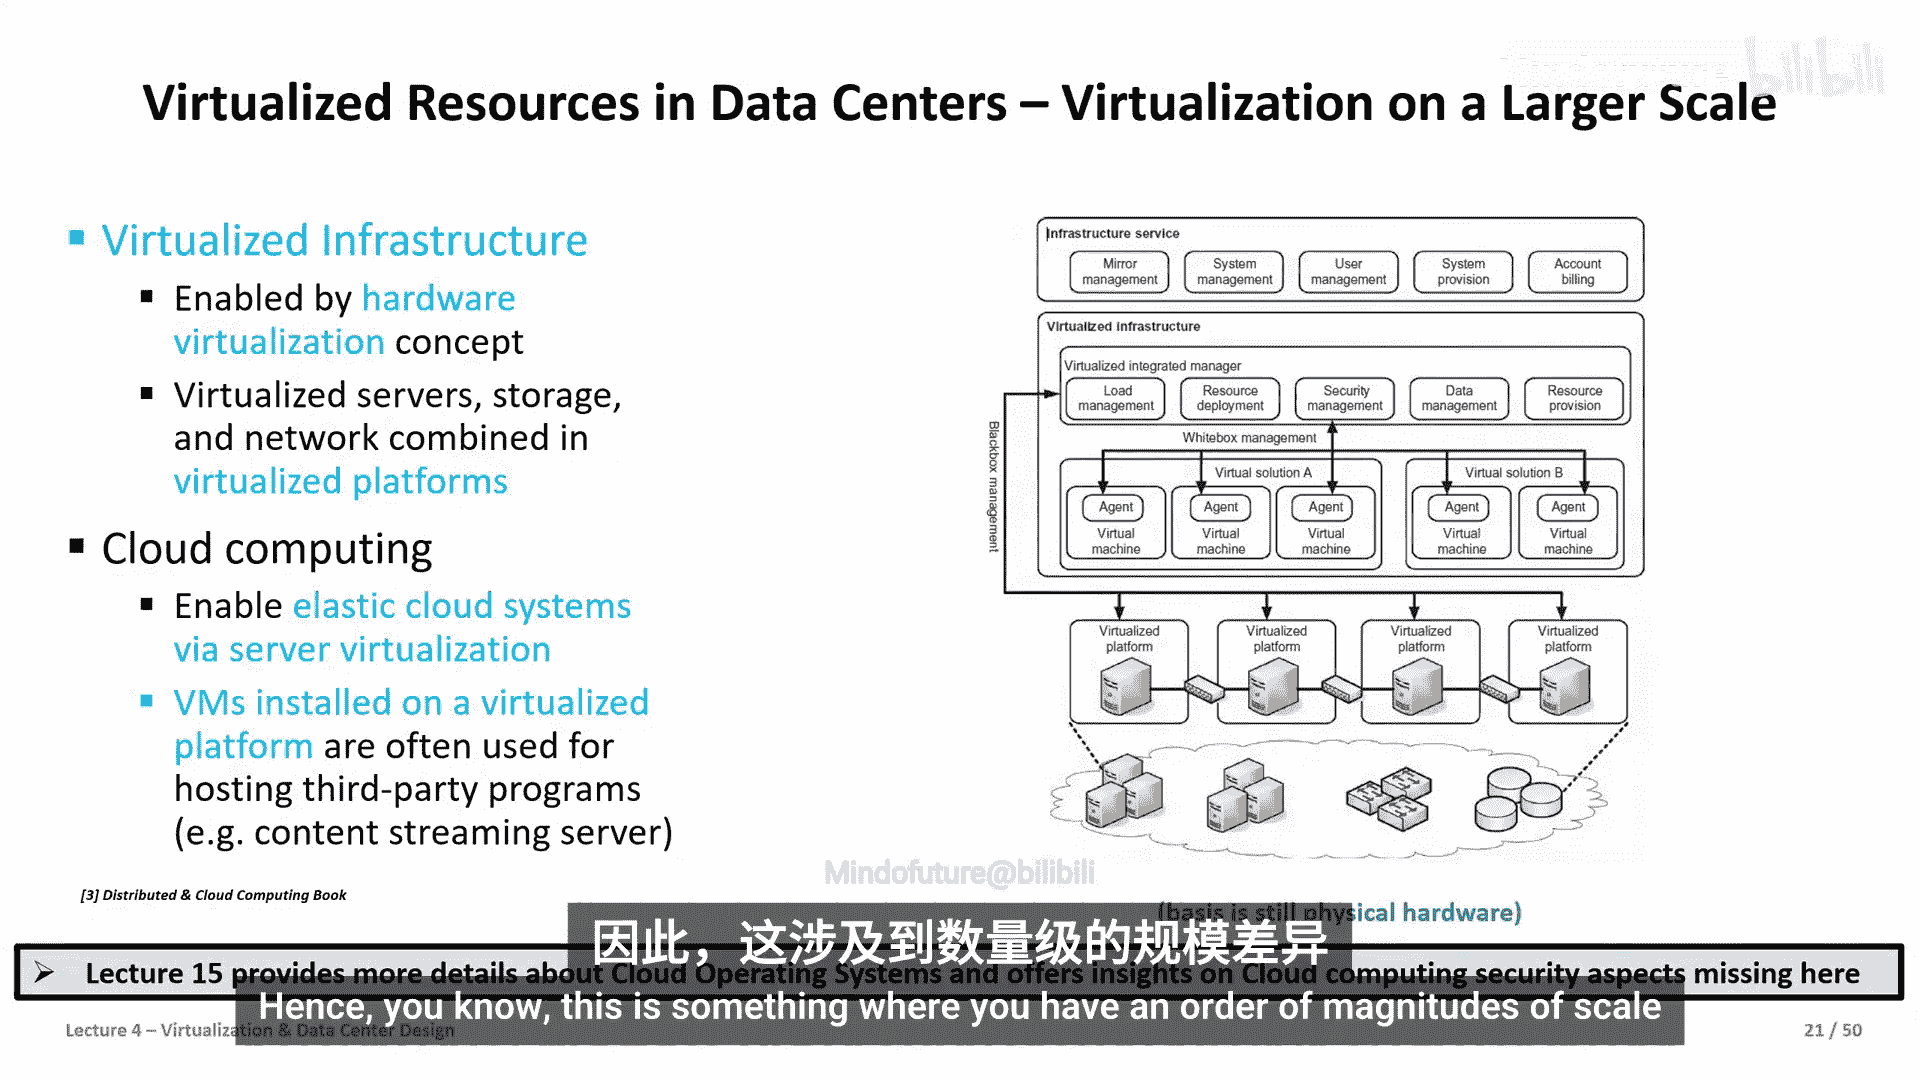 bilibili
Virtualized Resources in Data Centers – Virtualization on a Larger Scale
Virtualized Infrastructure
Enabled by hardware
virtualization concept
Virtualized servers, storage,
and network combined in
virtualized platforms
Cloud computing
Enable elastic cloud systems
via server virtualization
VMs installed on a virtualized
platform are often used for
hosting third-party programs
(e.g. content streaming server)
[3] Distributed & Cloud Computing Book
Infrastructure service
Mirror
management
System
management
User
management
System
provision
Account
billing
Virtualized infrastructure
Virtualized integrated manager
Load
management
Resource
deployment
Security
management
Data
management
Resource
provision
Blackbox management
Whitebox management
Virtual solution A
Agent
Virtual
machine
Agent
Virtual
machine
Agent
Virtual
machine
Virtual solution B
Agent
Virtual
machine
Agent
Virtual
machine
Virtualized
platform
Virtualized
platform
Virtualized
platform
Virtualized
platform
Mindofuture@bilibili
(basis is still physical hardware)
因此，这涉及到数量级的规模差异
Lecture 15 provides more details about Cloud Operating Systems and offers insights on Cloud computing security aspects missing here
Hence, you know, this is something where you have an order of magnitudes of scale
Lecture 4 – Virtualization & Data Center Design
21 / 50